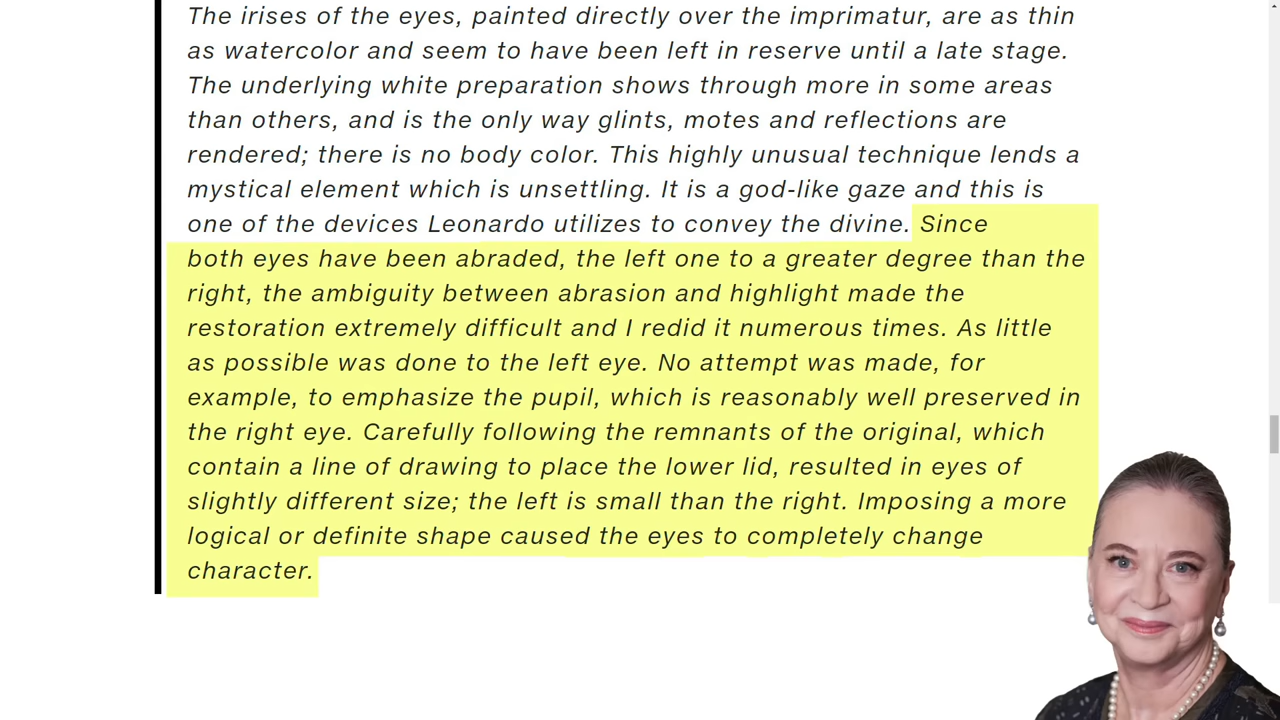 The irises of the eyes, painted directly over the imprimatur, are as thin
as watercolor and seem to have been left in reserve until a late stage.
The underlying white preparation shows through more in some areas
than others, and is the only way glints, motes and reflections are
rendered; there is no body color. This highly unusual technique lends a
mystical element which is unsettling. It is a god-like gaze and this is
one of the devices Leonardo utilizes to convey the divine. Since
both eyes have been abraded, the left one to a greater degree than the
right, the ambiguity between abrasion and highlight made the
restoration extremely difficult and I redid it numerous times. As little
as possible was done to the left eye. No attempt was made, for
example, to emphasize the pupil, which is reasonably well preserved in
the right eye. Carefully following the remnants of the original, which
contain a line of drawing to place the lower lid, resulted in eyes of
slightly different size; the left is small than the right. Imposing a more
logical or definite shape caused the eyes to completely change
character.